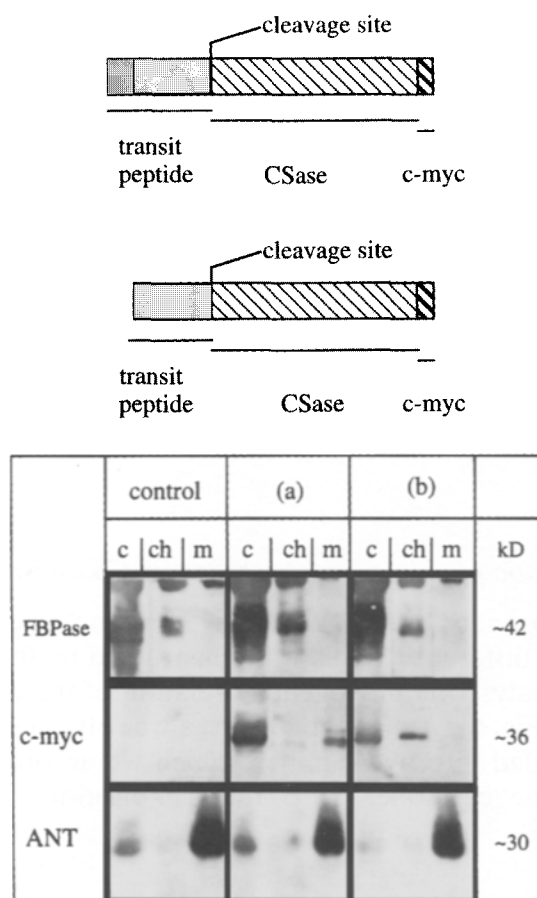 cleavage site
transit
peptide
CSase
c-myc
cleavage site
transit
peptide
CSase
c-myc
control (a) (b)
c ch m c ch m c ch m kD
FBPase ~42
c-myc ~36
ANT ~30